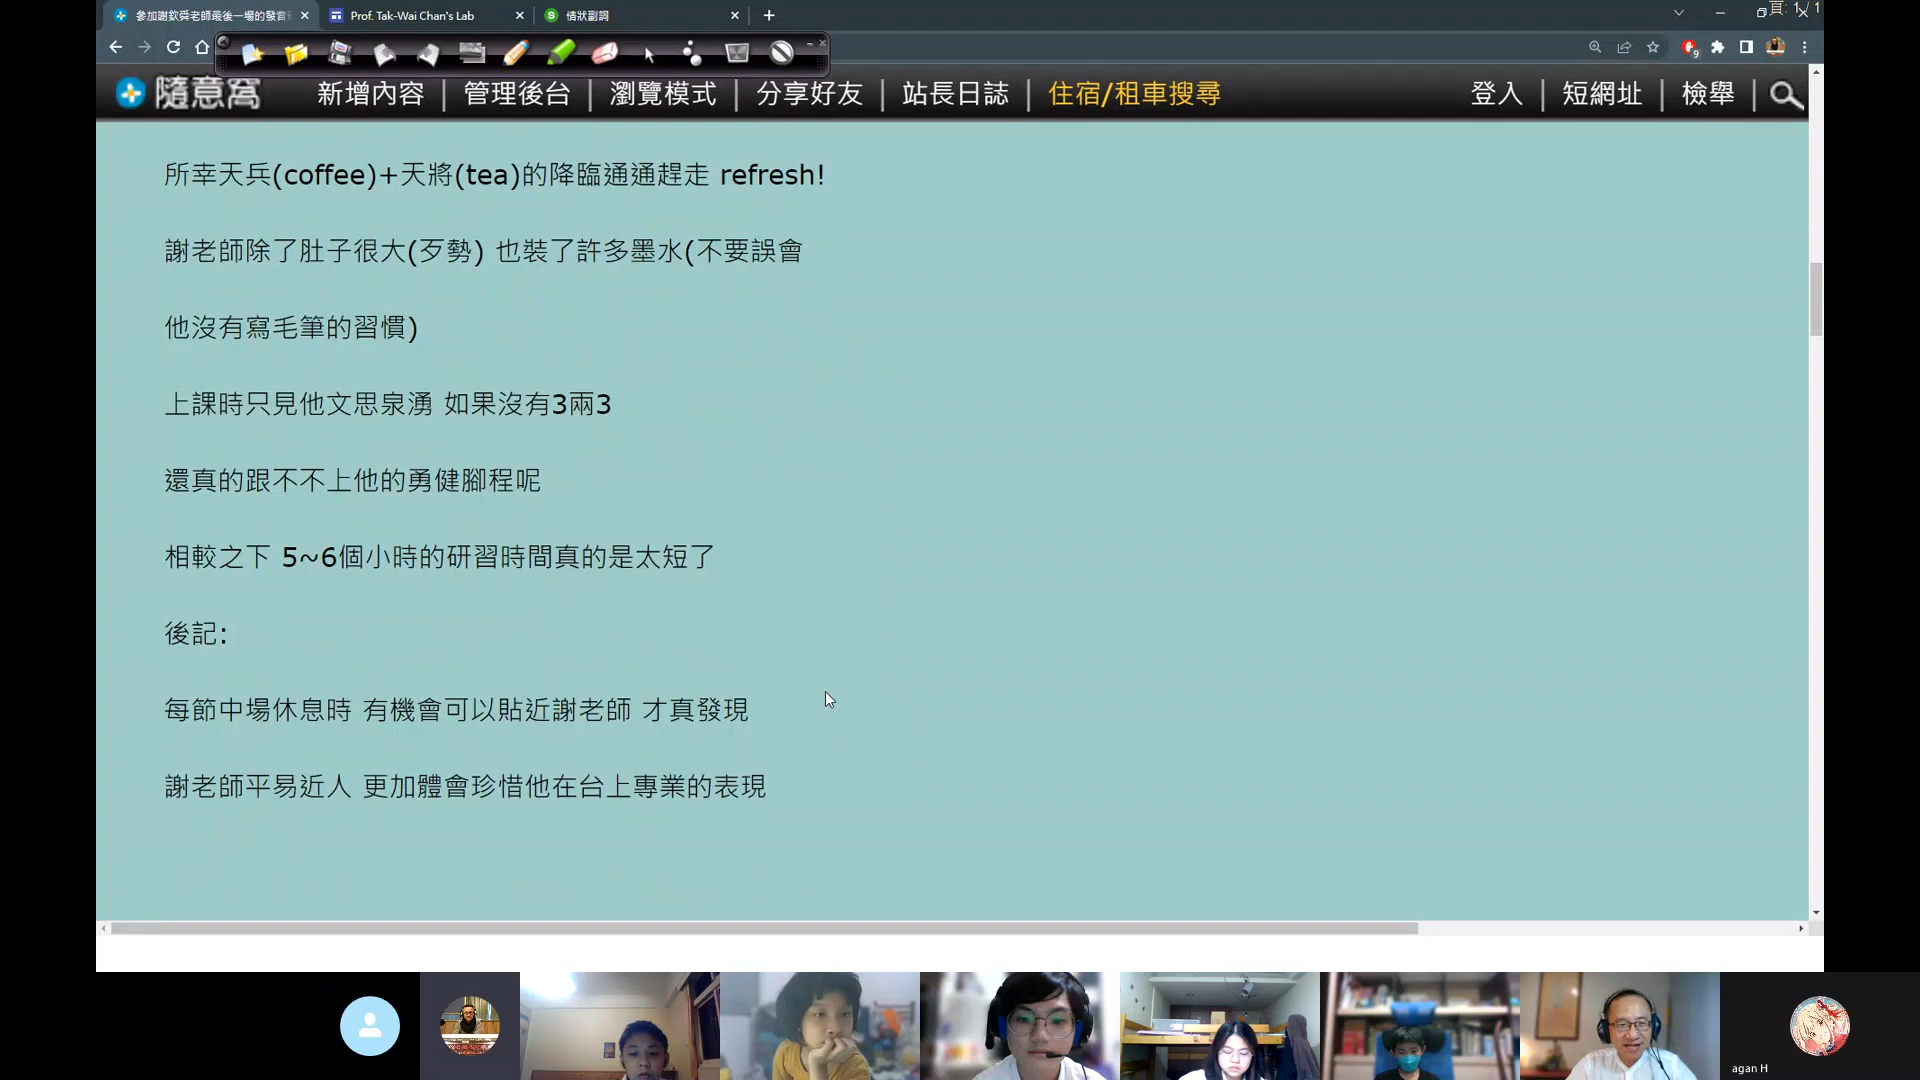 參加謝欽舜老師最後一場的發音
Prof. Tak-Wai Chan's Lab
情狀副詞
頁: 1 / 1
隨意窩
新增內容 管理後台 瀏覽模式 分享好友 站長日誌 住宿/租車搜尋 登入 短網址 檢舉
所幸天兵(coffee)+天將(tea)的降臨通通趕走 refresh!
謝老師除了肚子很大(歹勢) 也裝了許多墨水(不要誤會
他沒有寫毛筆的習慣)
上課時只見他文思泉湧 如果沒有3兩3
還真的跟不不上他的勇健腳程呢
相較之下 5~6個小時的研習時間真的是太短了
後記:
每節中場休息時 有機會可以貼近謝老師 才真發現
謝老師平易近人 更加體會珍惜他在台上專業的表現
agan H